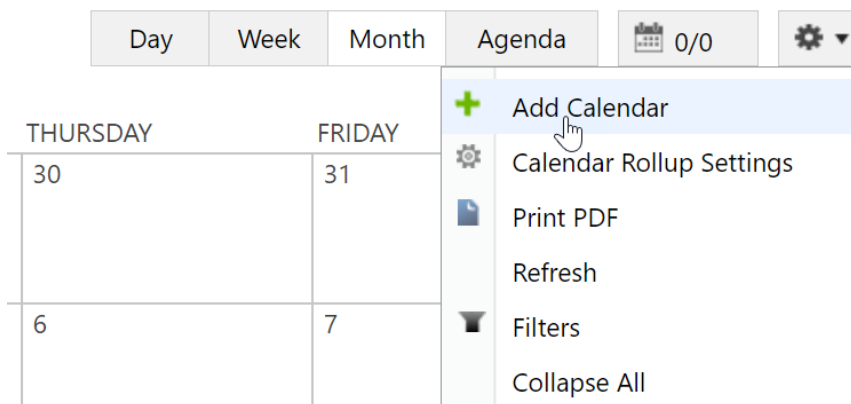 Day Week Month Agenda 0/0
THURSDAY FRIDAY
30 31
6 7
Add Calendar
Calendar Rollup Settings
Print PDF
Refresh
Filters
Collapse All